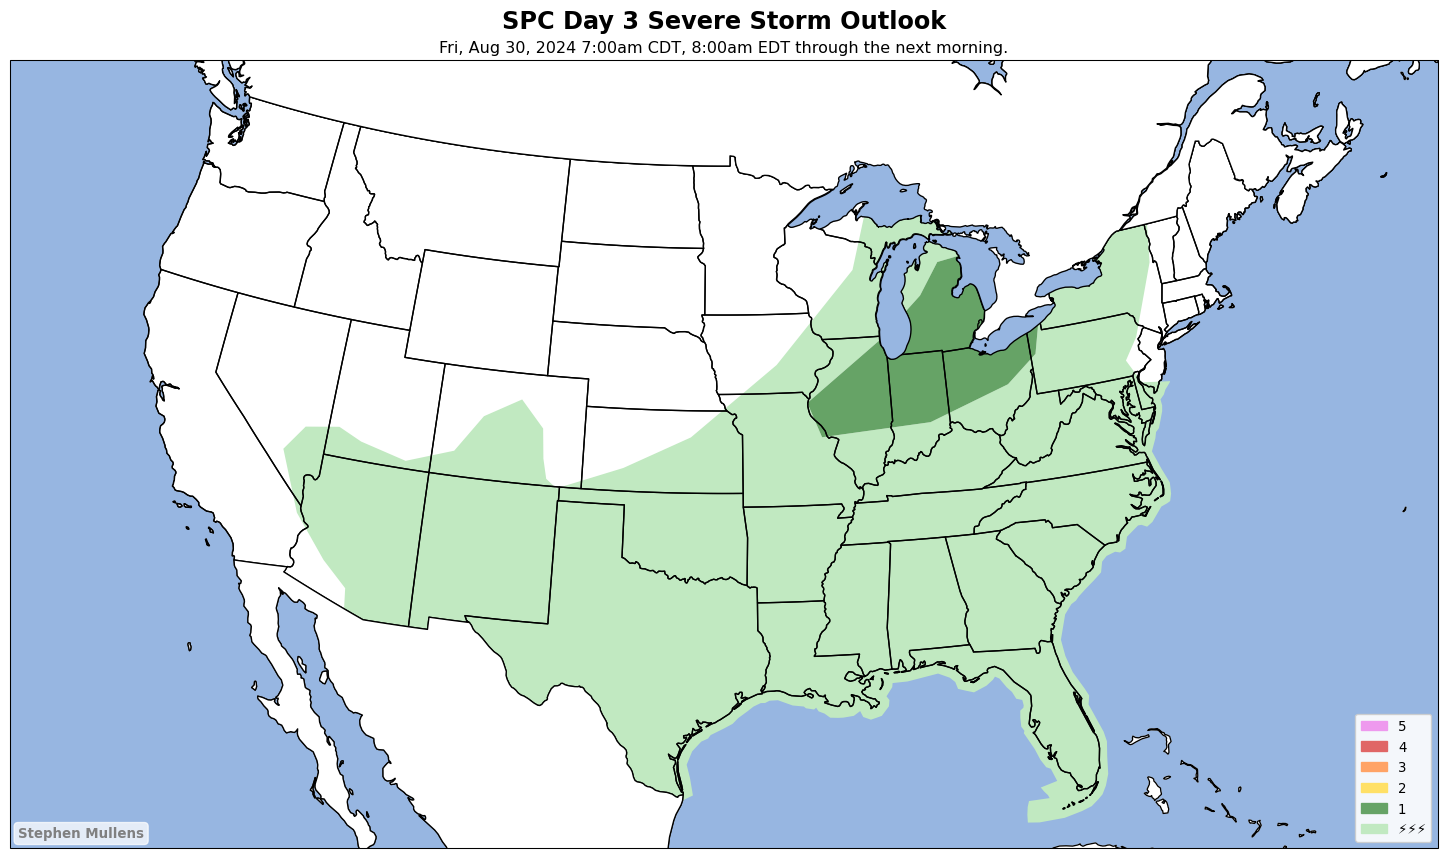 SPC Day 3 Severe Storm Outlook
Fri, Aug 30, 2024 7:00am CDT, 8:00am EDT through the next morning.
5
4
3
2
1
⚡⚡⚡
Stephen Mullens